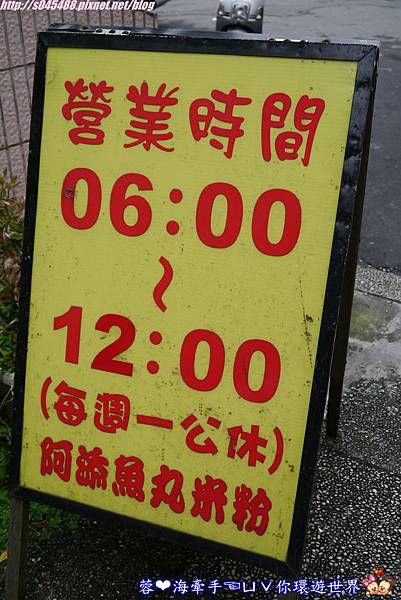 http://s045488.pixnet.net/blog
營業時間
06:00
~
12:00
(每週一公休)
阿添魚丸米粉
蓉❤海牽手☜ㄩV你環遊世界